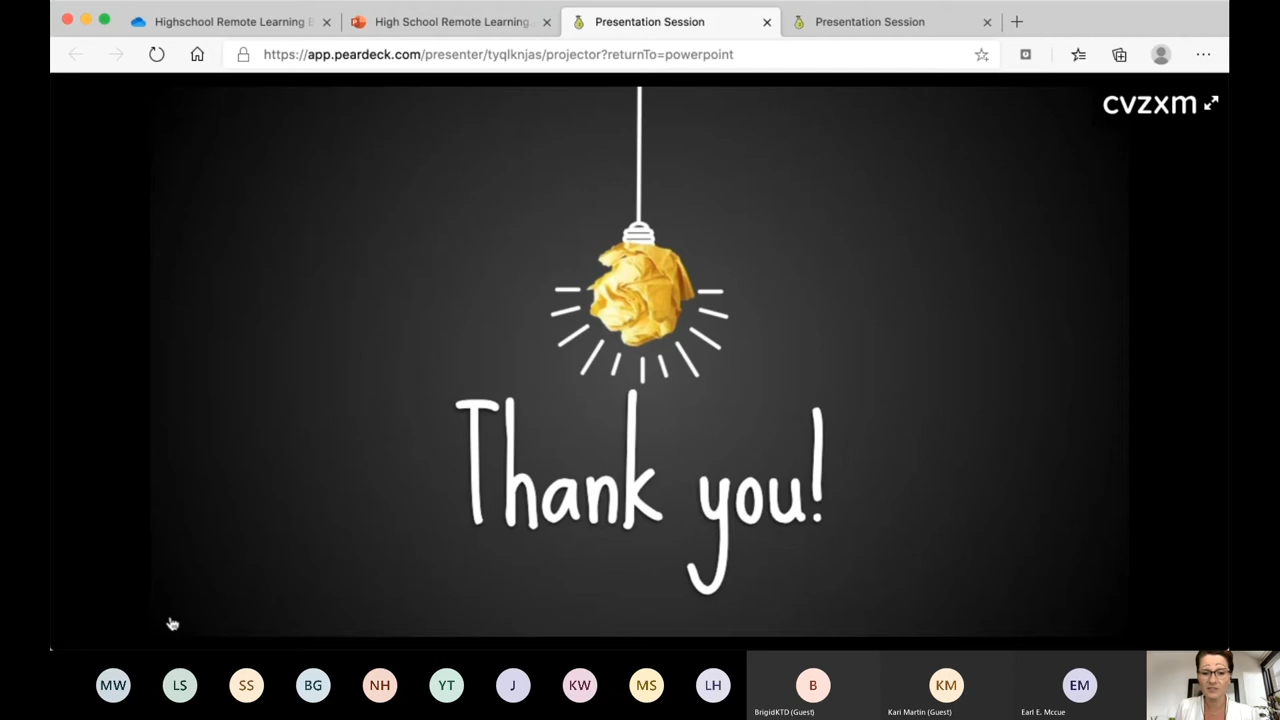 Highschool Remote Learning E
High School Remote Learning.
Presentation Session
Presentation Session
https://app.peardeck.com/presenter/tyqlknjas/projector?returnTo=powerpoint
cvzxm
Thank you!
MW
LS
SS
BG
NH
YT
J
KW
MS
LH
B
KM
EM
BrigidKTD (Guest)
Kari Martin (Guest)
Earl E. Mccue